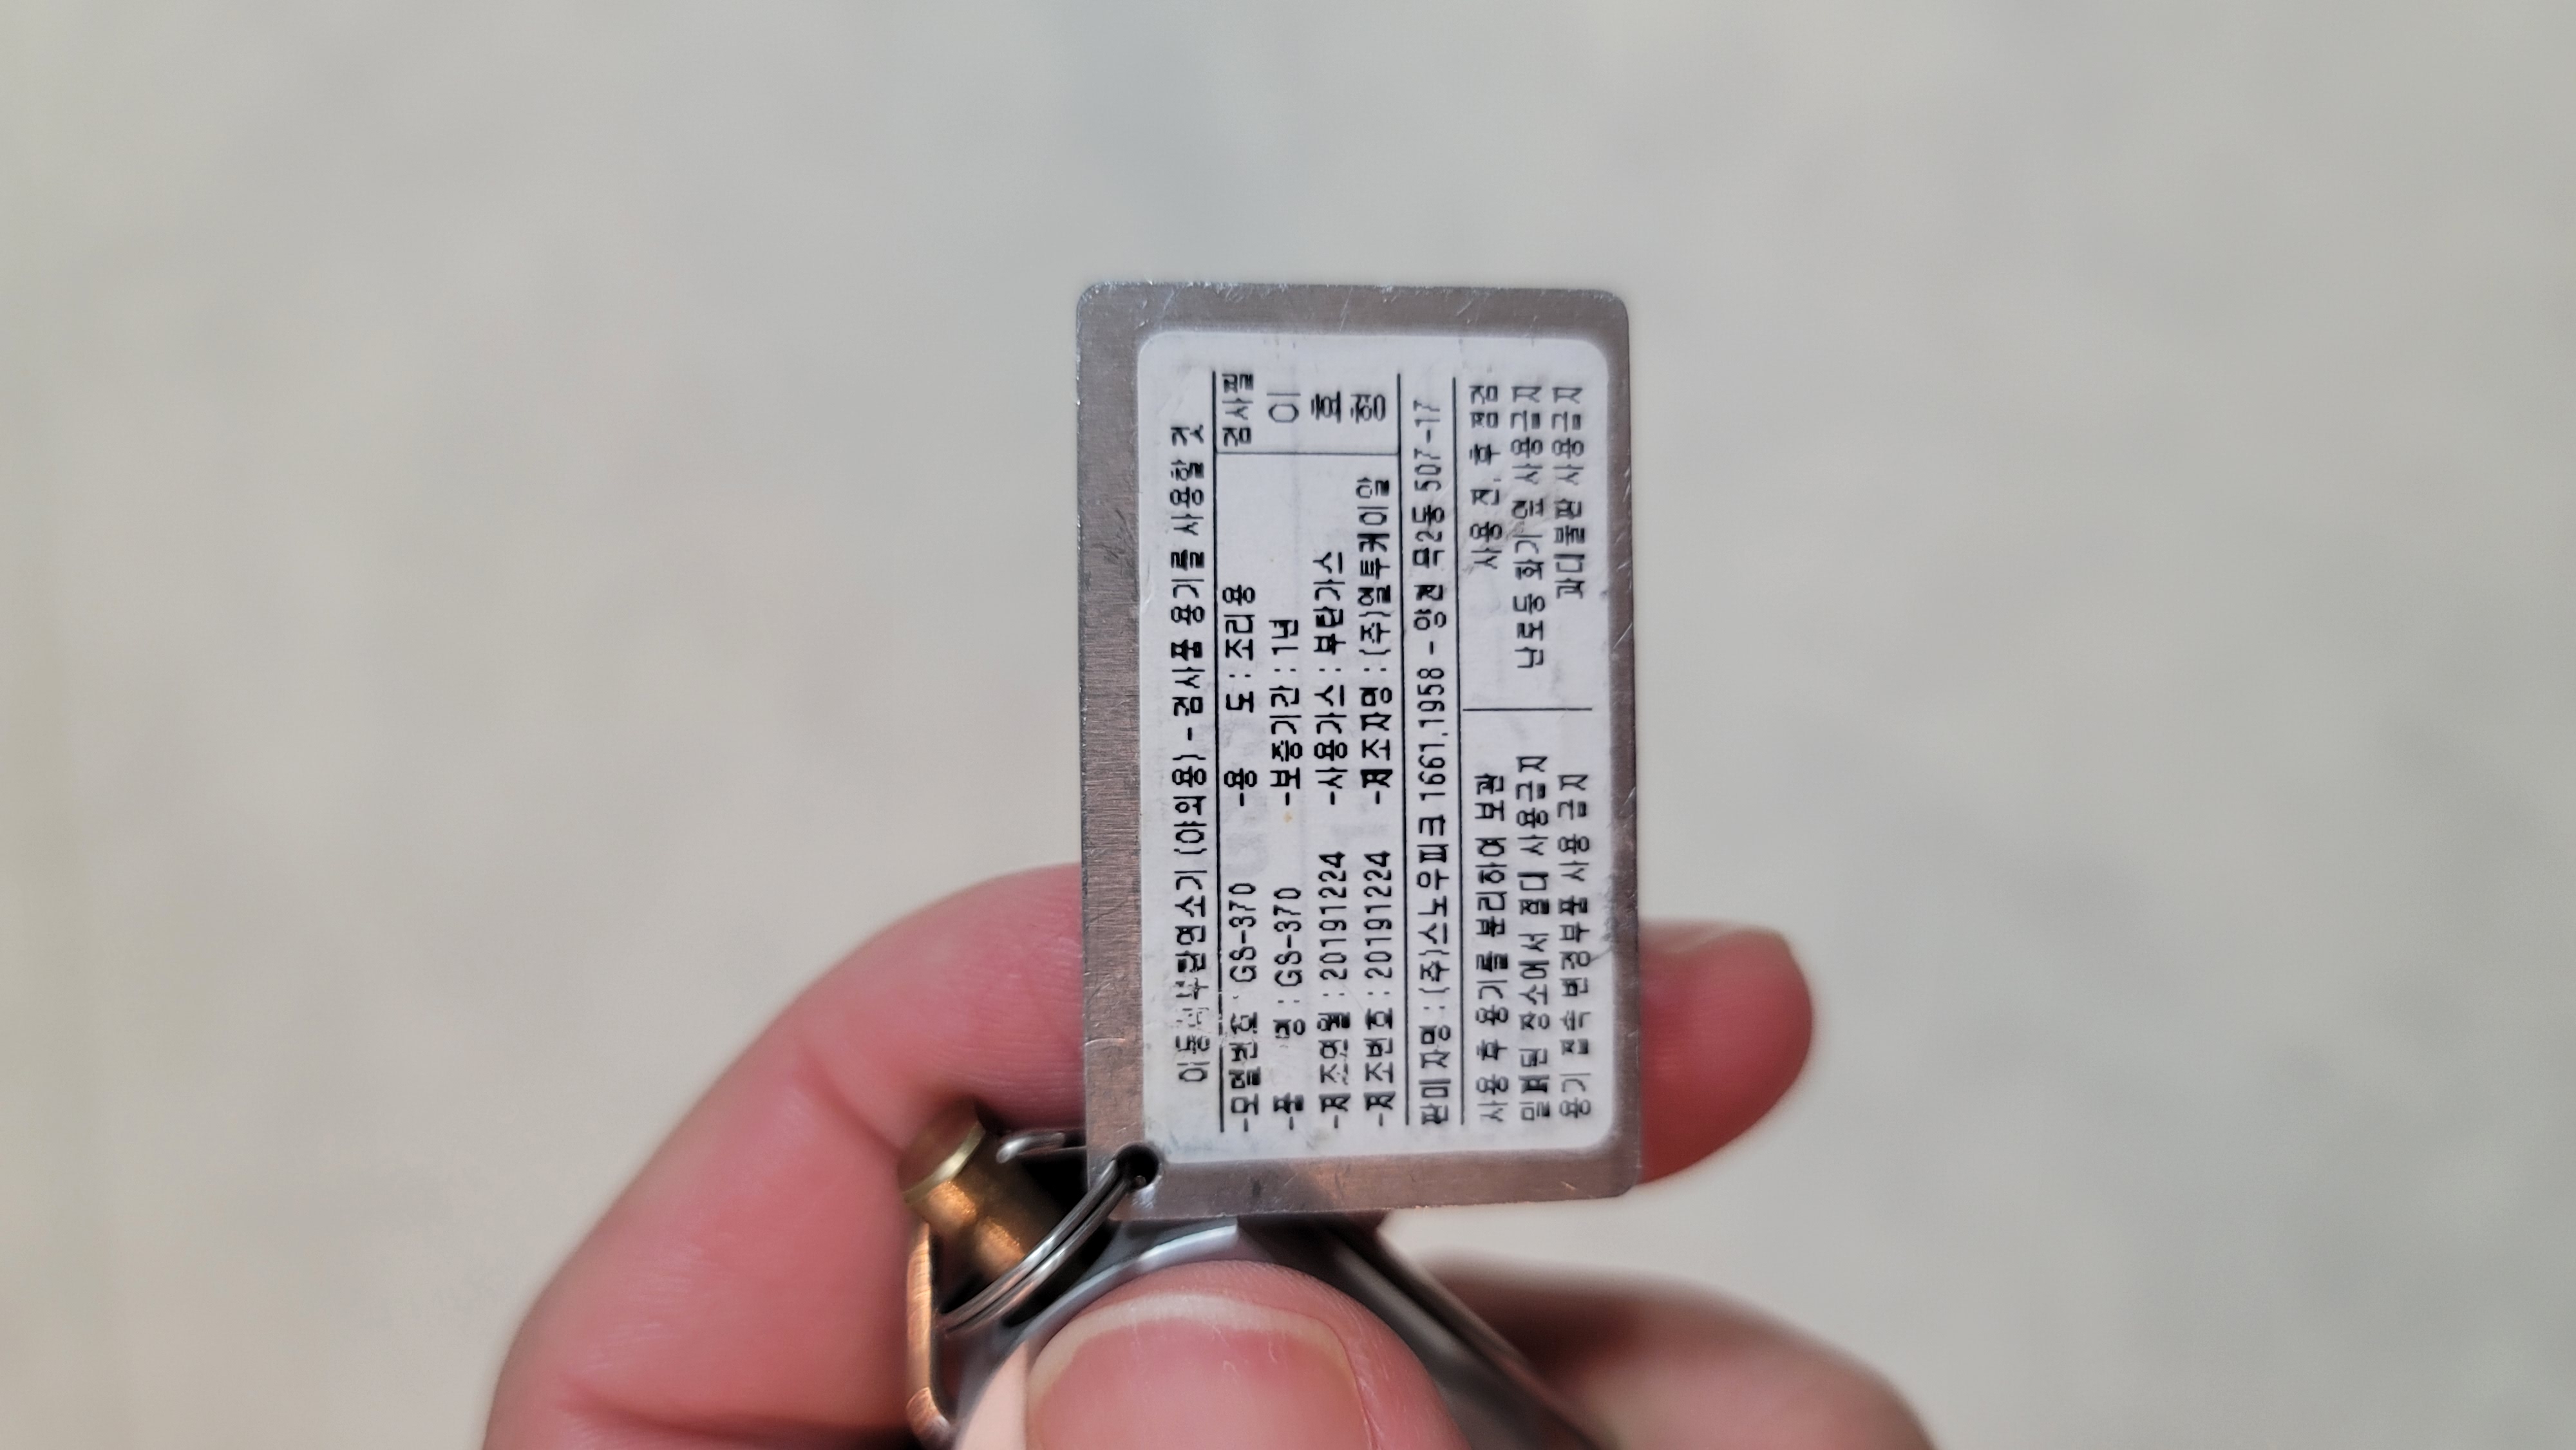 이동식부탄연소기(야외용) - 검사품 용기를 사용할 것
-모델번호 : GS-370 -용 도 : 조리용
-품 명 : GS-370 -보증기간 : 1년
-제조연월 : 20191224 -사용가스 : 부탄가스
-제조번호 : 20191224 -제조자명 : (주)엘투케이알
검사필
이
효
정
판매자명 : (주)스노우피크 1661.1958 - 양천 목2동 507-17
사용 후 용기를 분리하여 보관
밀폐된 장소에서 절대 사용금지
용기 접속 변경부품 사용 금지
사용 전, 후 점검
난로등 화기 옆 사용금지
과대불판 사용금지